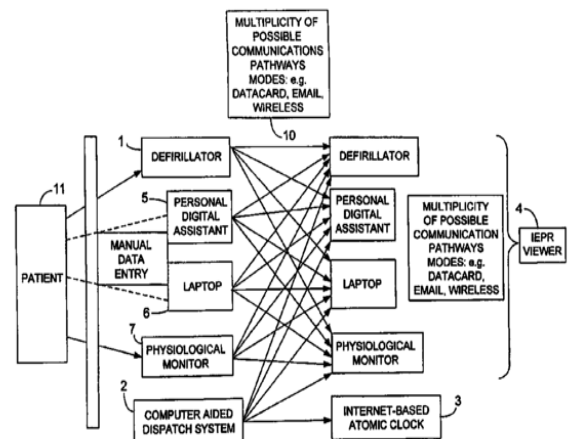 MULTIPLICITY OF
POSSIBLE
COMMUNICATIONS
PATHWAYS
MODES: e.g.
DATACARD, EMAIL,
WIRELESS
10
1
DEFIRILLATOR
DEFIRILLATOR
11
5
PERSONAL
DIGITAL
ASSISTANT
PERSONAL
DIGITAL
ASSISTANT
MULTIPLICITY
OF POSSIBLE
COMMUNICATION
PATHWAYS
MODES: e.g.
DATACARD,
EMAIL, WIRELESS
4
IEPR
VIEWER
PATIENT
MANUAL
DATA
ENTRY
LAPTOP
6
LAPTOP
7
PHYSIOLOGICAL
MONITOR
PHYSIOLOGICAL
MONITOR
2
COMPUTER AIDED
DISPATCH SYSTEM
INTERNET-BASED
ATOMIC CLOCK
3